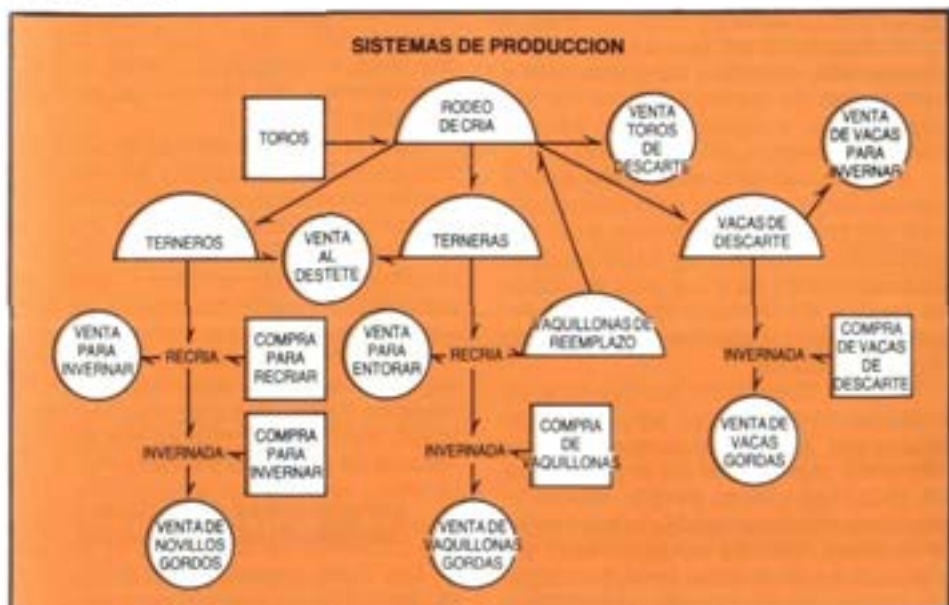 SISTEMAS DE PRODUCCION
RODEO
DE CRIA
TOROS
VENTA
TOROS
DE
DESCARTE
VENTA
DE VACAS
PARA
INVERNAR
TERNEROS
VENTA
AL
DESTETE
TERNERAS
VACAS DE
DESCARTE
VENTA
PARA
INVERNAR
RECRIA
COMPRA
PARA
RECRIAR
VENTA
PARA
ENTORAR
RECRIA
VAQUILLONAS DE
REEMPLAZO
INVERNADA
COMPRA
DE VACAS
DE
DESCARTE
INVERNADA
COMPRA
PARA
INVERNAR
INVERNADA
COMPRA
DE
VAQUILLONAS
VENTA DE
VACAS
GORDAS
VENTA DE
NOVILLOS
GORDOS
VENTA DE
VAQUILLONAS
GORDAS